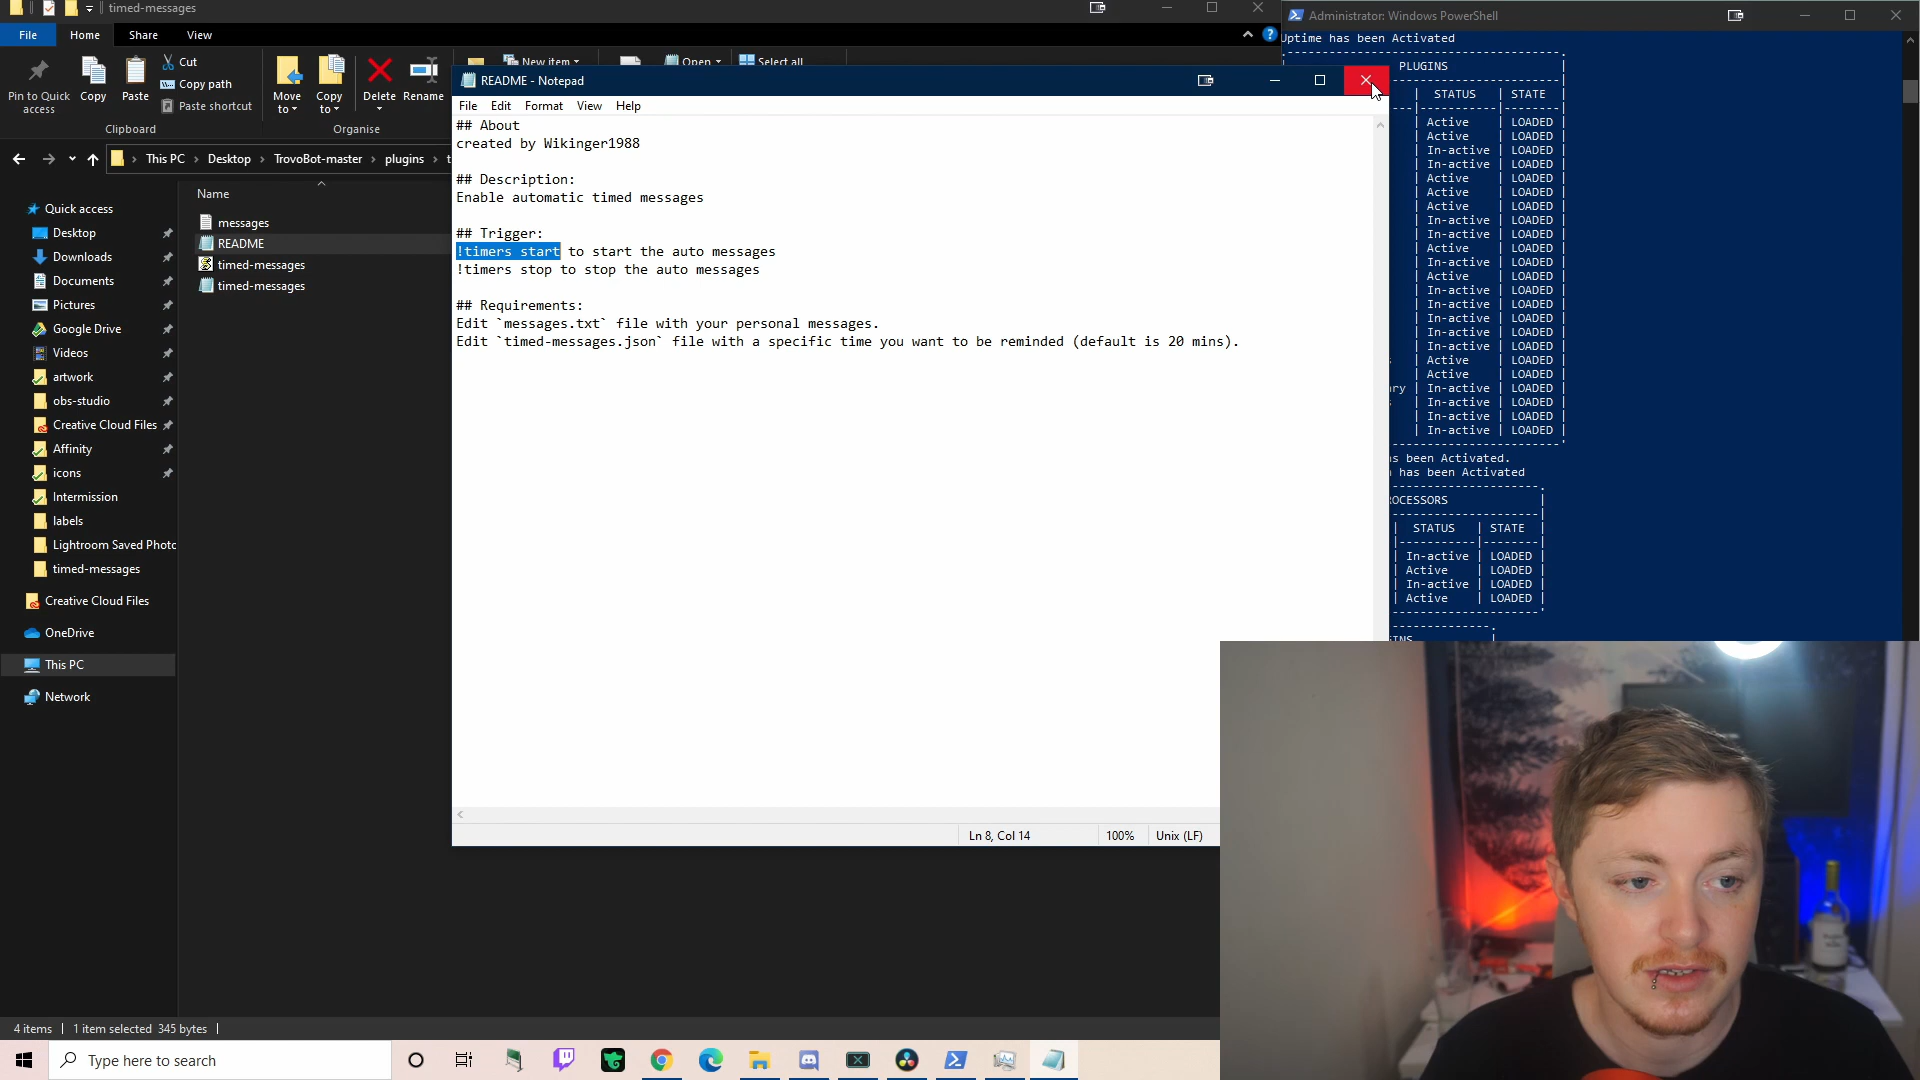 timed-messages
File Home Share View
Pin to Quick access
Copy
Paste
Cut
Copy path
Paste shortcut
Clipboard
Move to
Copy to
Delete
Rename
Organise
New item
Open
Select all
This PC > Desktop > TrovoBot-master > plugins > t
Name
messages
README
timed-messages
timed-messages
Quick access
Desktop
Downloads
Documents
Pictures
Google Drive
Videos
artwork
obs-studio
Creative Cloud Files
Affinity
icons
Intermission
labels
Lightroom Saved Photc
timed-messages
Creative Cloud Files
OneDrive
This PC
Network
4 items | 1 item selected 345 bytes |
README - Notepad
File Edit Format View Help
## About
created by Wikinger1988
## Description:
Enable automatic timed messages
## Trigger:
!timers start to start the auto messages
!timers stop to stop the auto messages
## Requirements:
Edit `messages.txt` file with your personal messages.
Edit `timed-messages.json` file with a specific time you want to be reminded (default is 20 mins).
Ln 8, Col 14 100% Unix (LF)
Administrator: Windows PowerShell
Uptime has been Activated
PLUGINS
| STATUS | STATE |
| Active | LOADED |
| Active | LOADED |
| In-active | LOADED |
| In-active | LOADED |
| Active | LOADED |
| Active | LOADED |
| Active | LOADED |
| In-active | LOADED |
| In-active | LOADED |
| Active | LOADED |
| In-active | LOADED |
| Active | LOADED |
| In-active | LOADED |
| In-active | LOADED |
| In-active | LOADED |
| In-active | LOADED |
| In-active | LOADED |
s | Active | LOADED |
| Active | LOADED |
ry | In-active | LOADED |
s | In-active | LOADED |
| In-active | LOADED |
| In-active | LOADED |
s been Activated.
n has been Activated
OCESSORS
| STATUS | STATE |
| In-active | LOADED |
| Active | LOADED |
| In-active | LOADED |
| Active | LOADED |
Type here to search